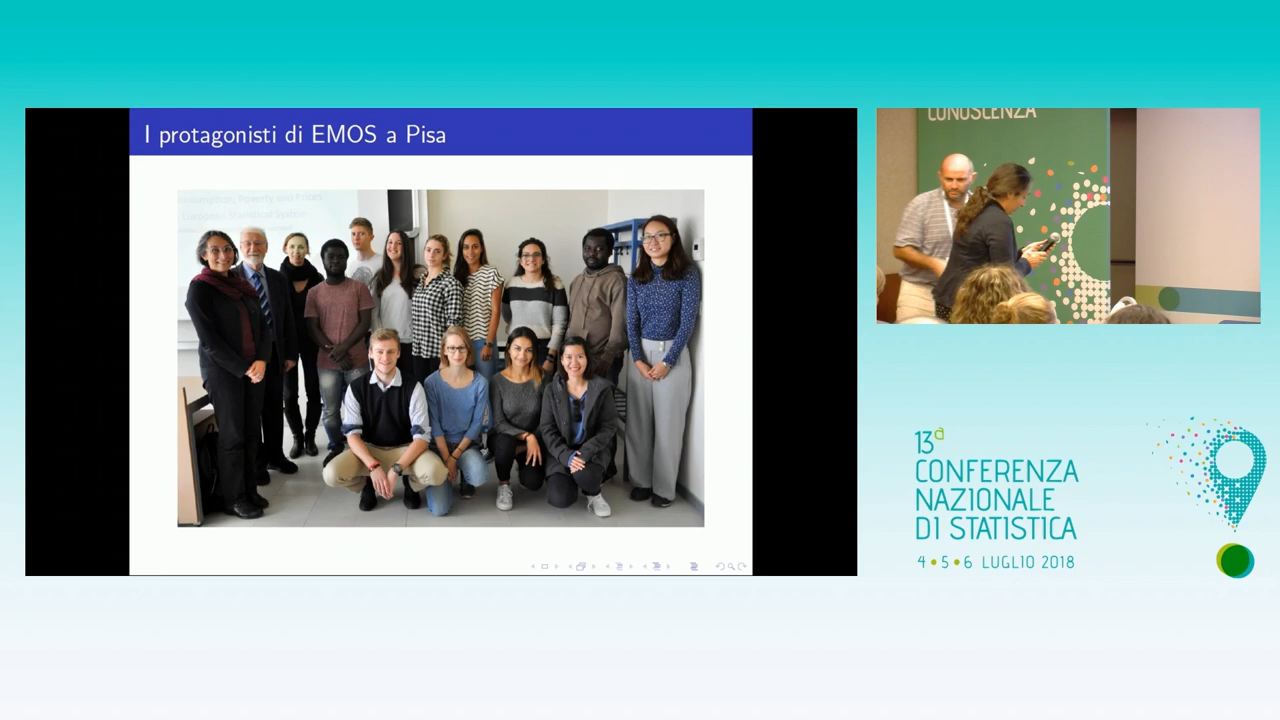 I protagonisti di EMOS a Pisa
Poverty and Prices
European Statistical System
CONOSCENZA
13ª
CONFERENZA
NAZIONALE
DI STATISTICA
4 • 5 • 6 LUGLIO 2018